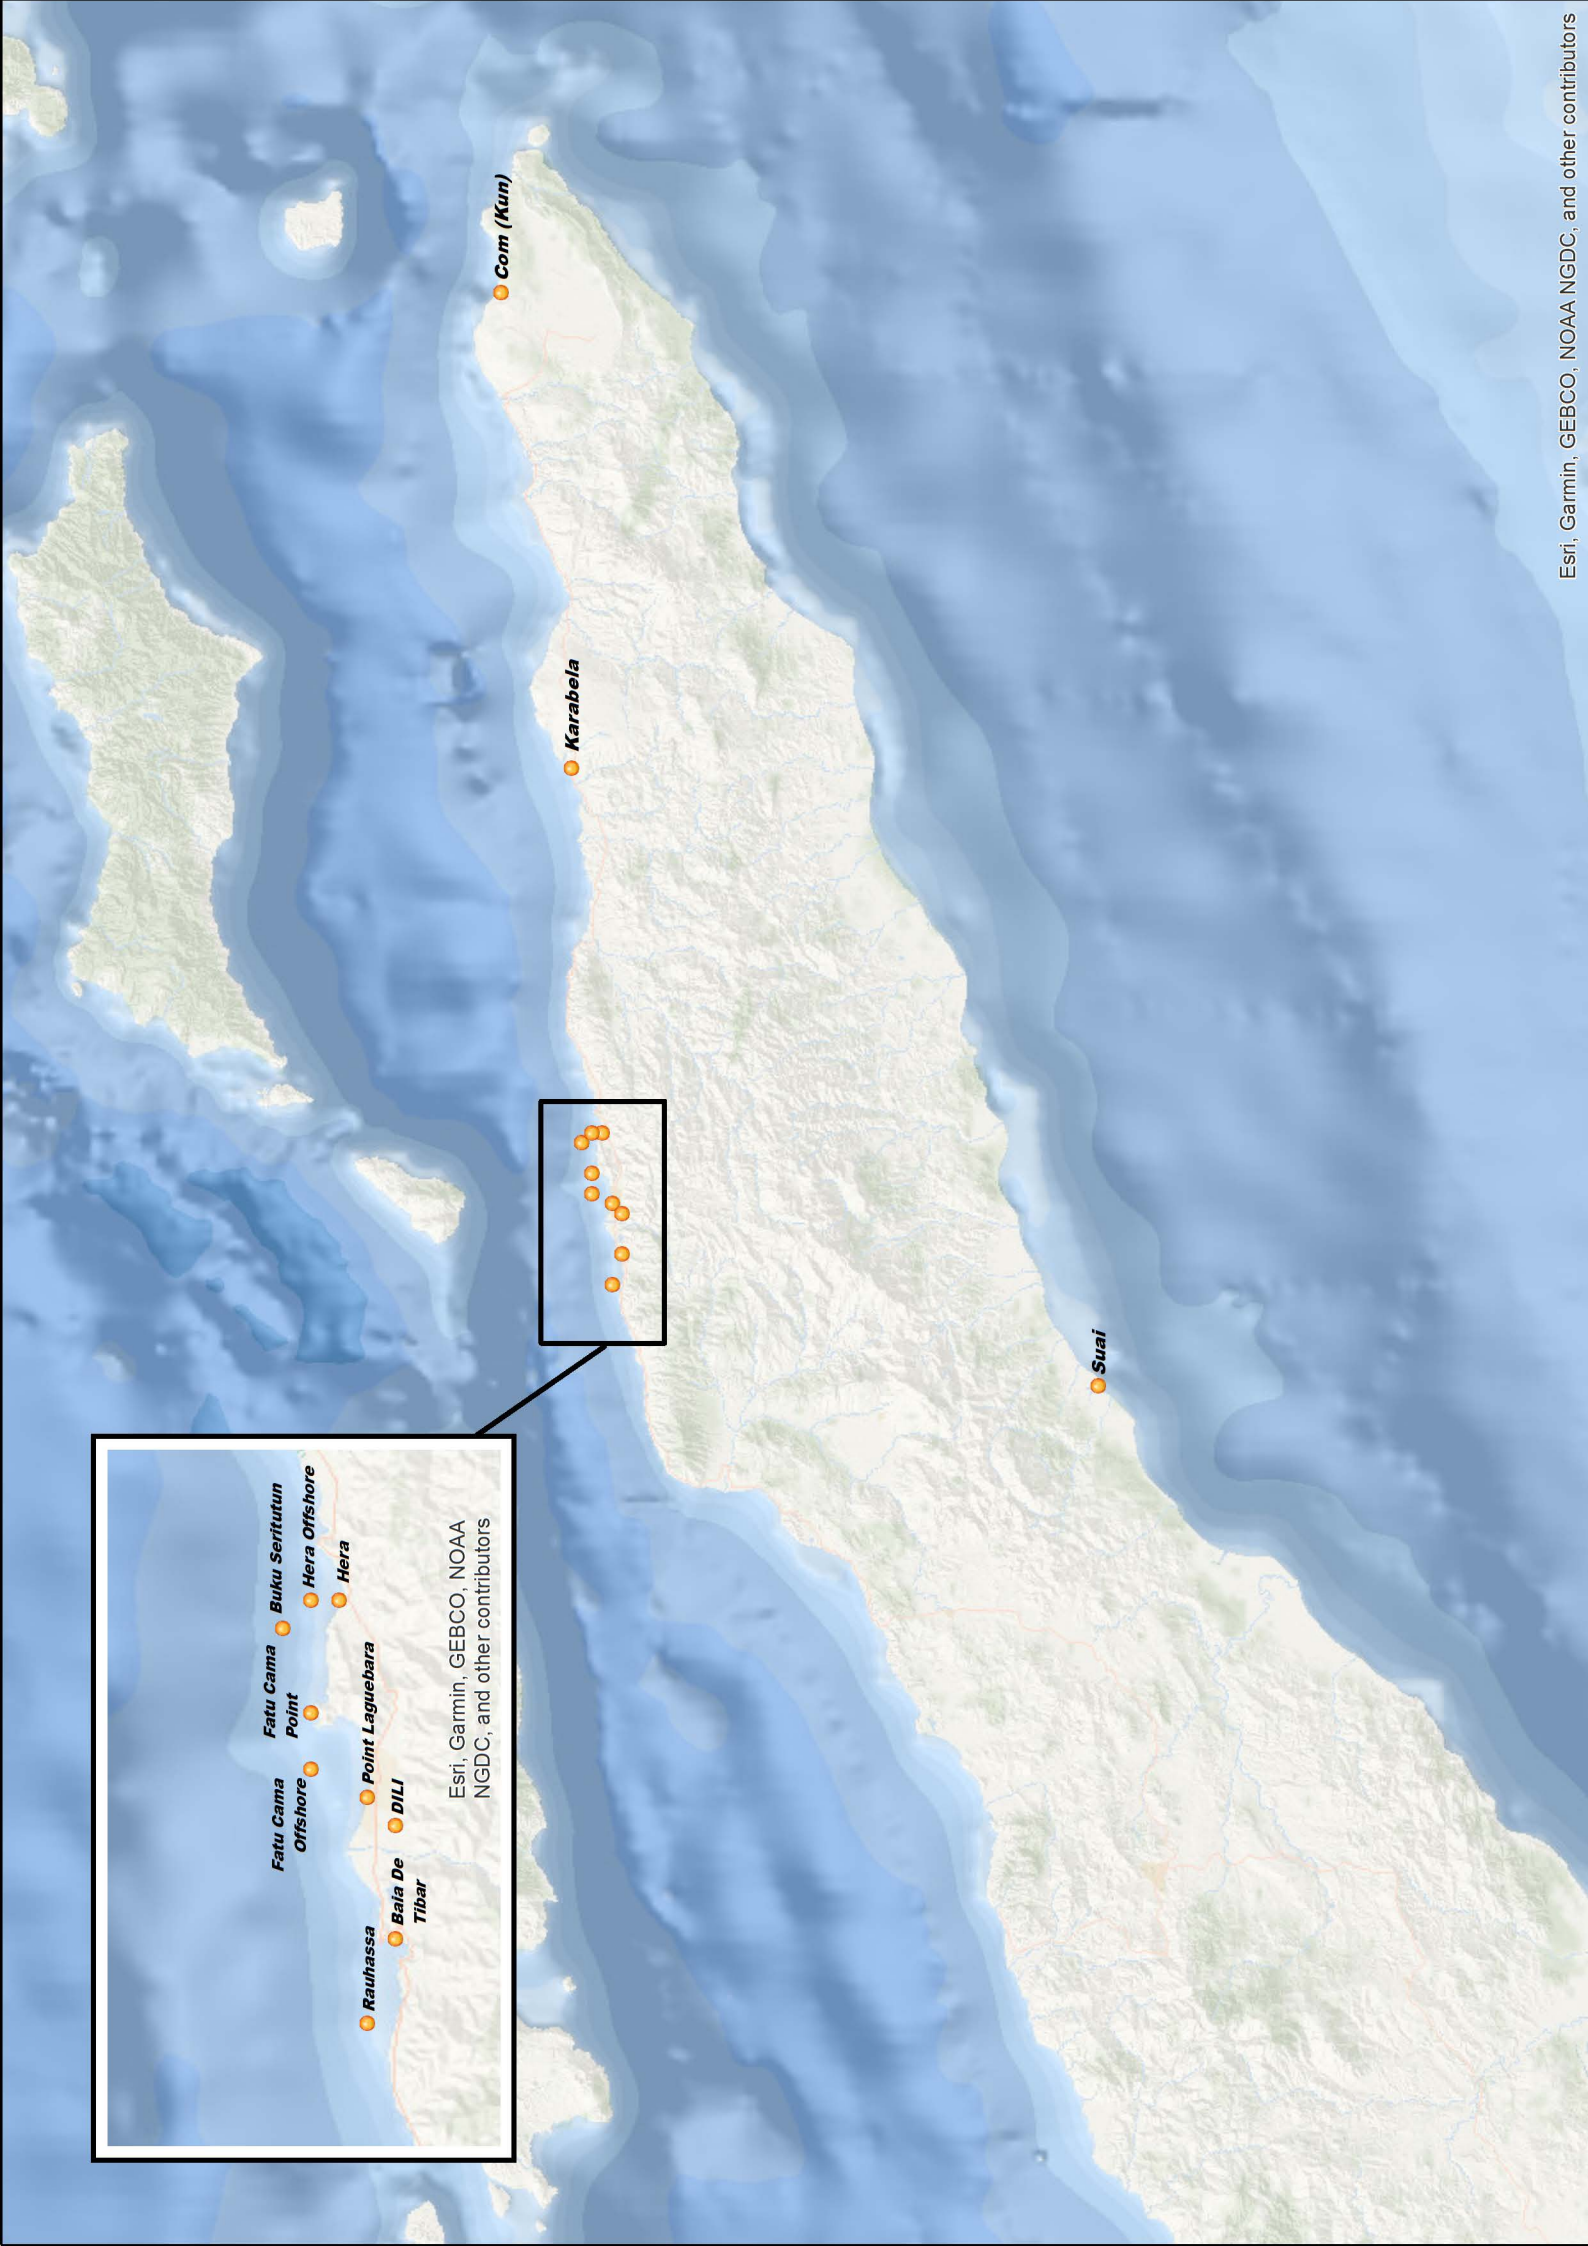 Buku Seritutun
Fatu Cama
Point
Hera Offshore
Fatu Cama
Offshore
Hera
Point Laguebara
Rauhassa
DILI
Baia De
Tibar
Esri, Garmin, GEBCO, NOAA
NGDC, and other contributors
Com (Kun)
Karabela
Suai
Esri, Garmin, GEBCO, NOAA NGDC, and other contributors